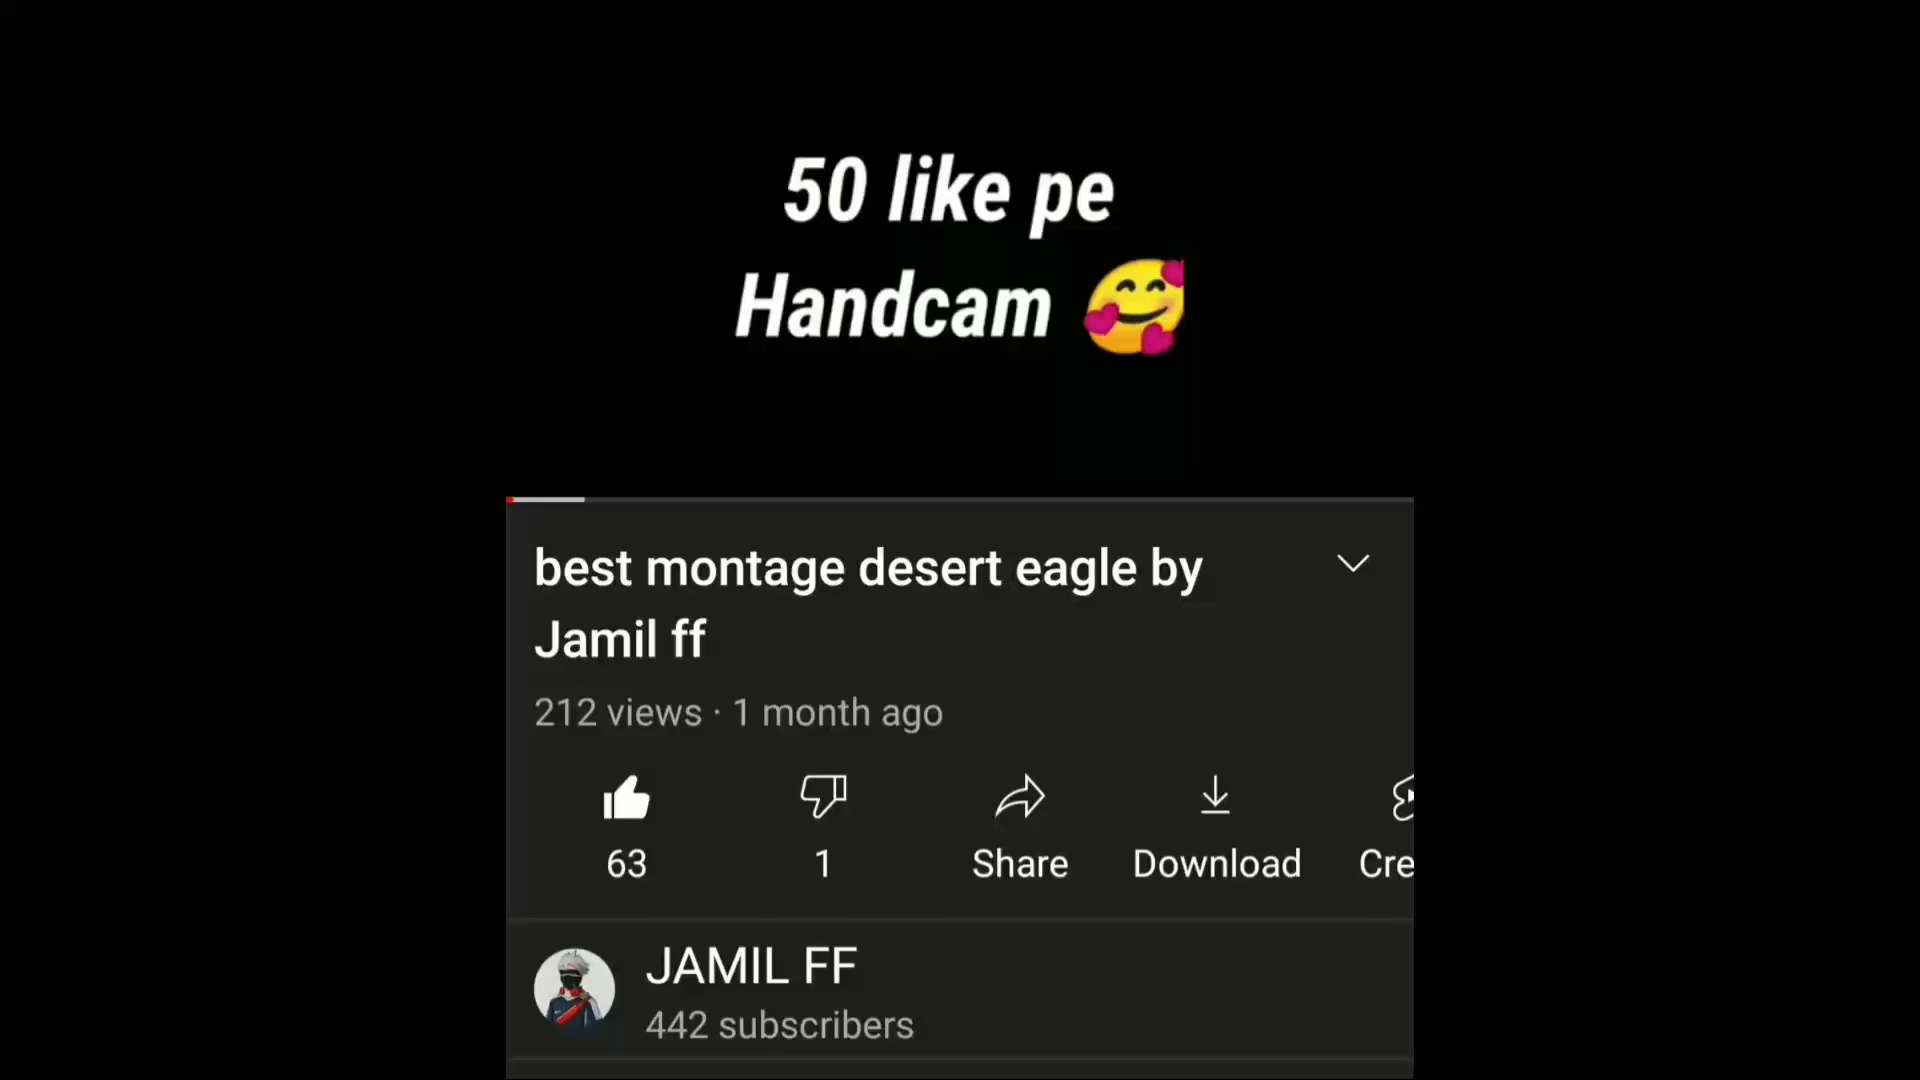 50 like pe
Handcam 🥰
best montage desert eagle by
Jamil ff
212 views · 1 month ago
63 1 Share Download Cre
JAMIL FF
442 subscribers